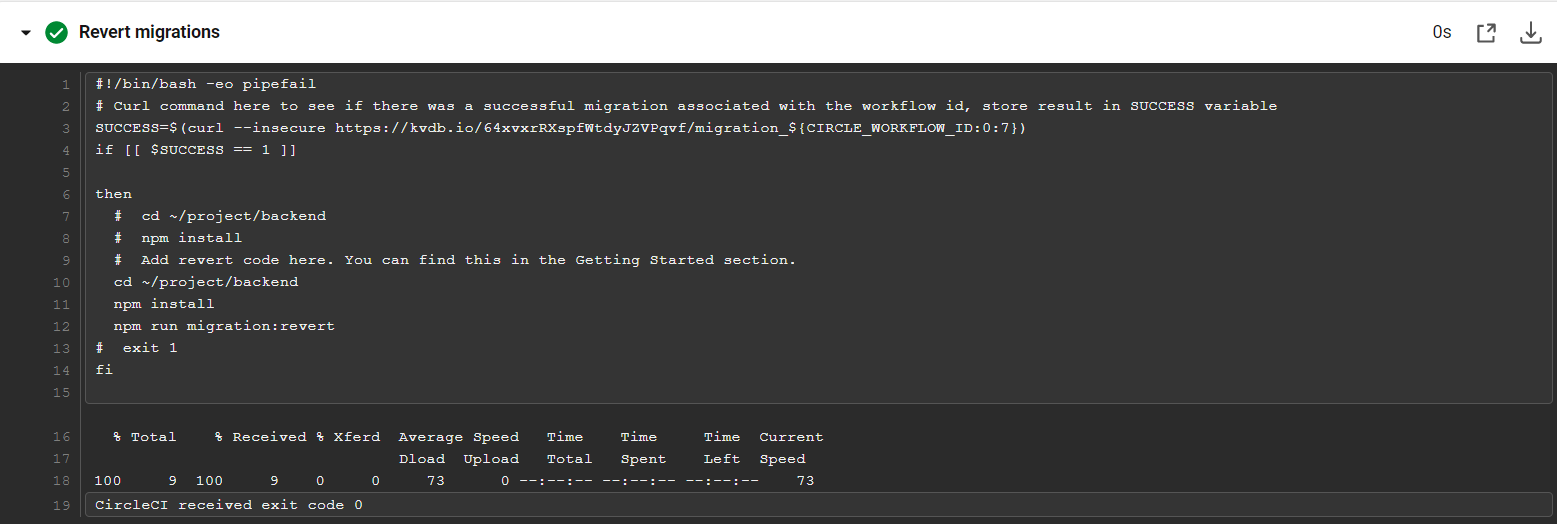 Revert migrations
0s
1 #!/bin/bash -eo pipefail
2 # Curl command here to see if there was a successful migration associated with the workflow id, store result in SUCCESS variable
3 SUCCESS=$(curl --insecure https://kvdb.io/64xvxrRXspfWtdyJZVPqvf/migration_${CIRCLE_WORKFLOW_ID:0:7})
4 if [[ $SUCCESS == 1 ]]
5
6 then
7   #  cd ~/project/backend
8   #  npm install
9   #  Add revert code here. You can find this in the Getting Started section.
10   cd ~/project/backend
11   npm install
12   npm run migration:revert
13 #  exit 1
14 fi
15
16   % Total    % Received % Xferd  Average Speed   Time    Time     Time  Current
17                                  Dload  Upload   Total   Spent    Left  Speed
18 100     9  100     9    0     0     73      0 --:--:-- --:--:-- --:--:--    73
19 CircleCI received exit code 0